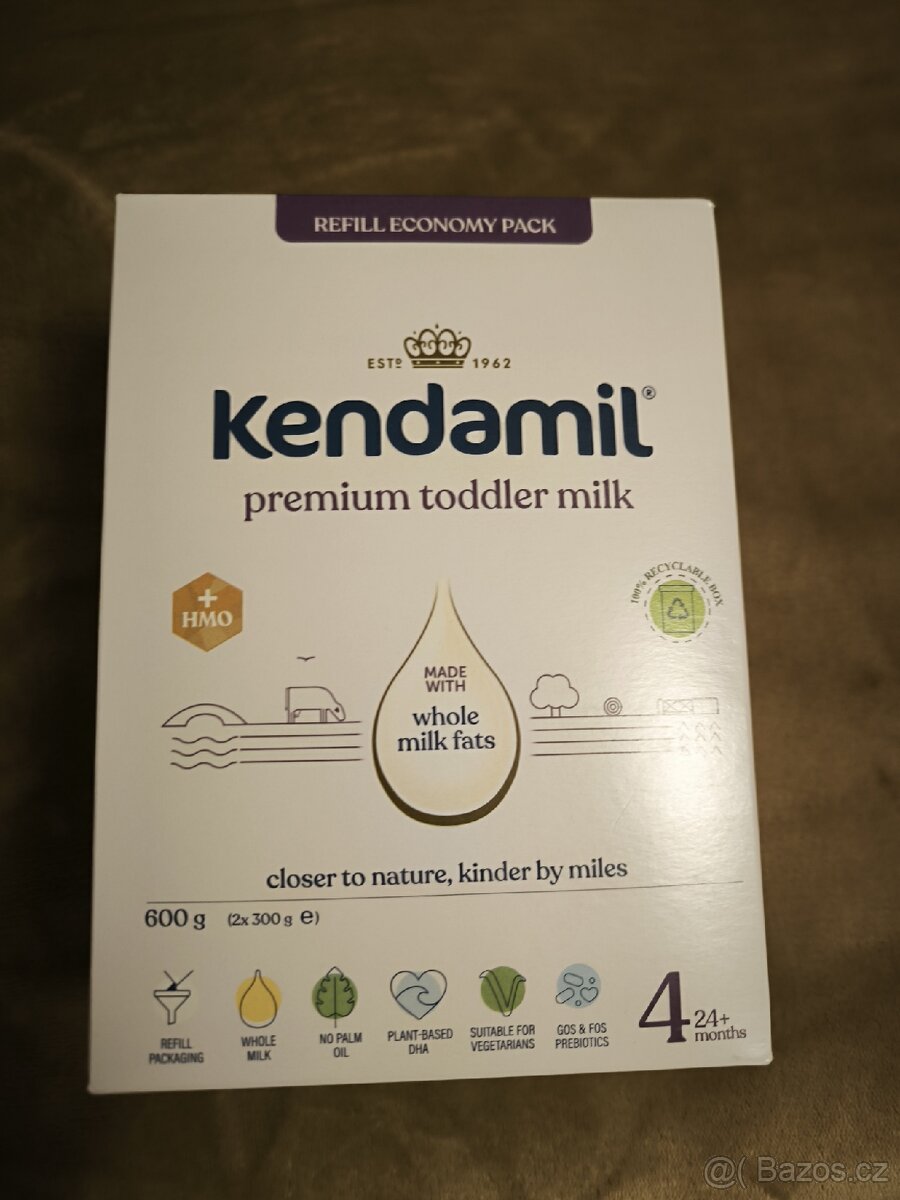 REFILL ECONOMY PACK
ESTD 1962
Kendamil®
premium toddler milk
+
HMO
100% RECYCLABLE BOX
MADE
WITH
whole
milk fats
closer to nature, kinder by miles
600 g (2x 300 g ℮)
REFILL
PACKAGING
WHOLE
MILK
NO PALM
OIL
PLANT-BASED
DHA
SUITABLE FOR
VEGETARIANS
GOS & FOS
PREBIOTICS
4 24+
months
@( Bazos.cz